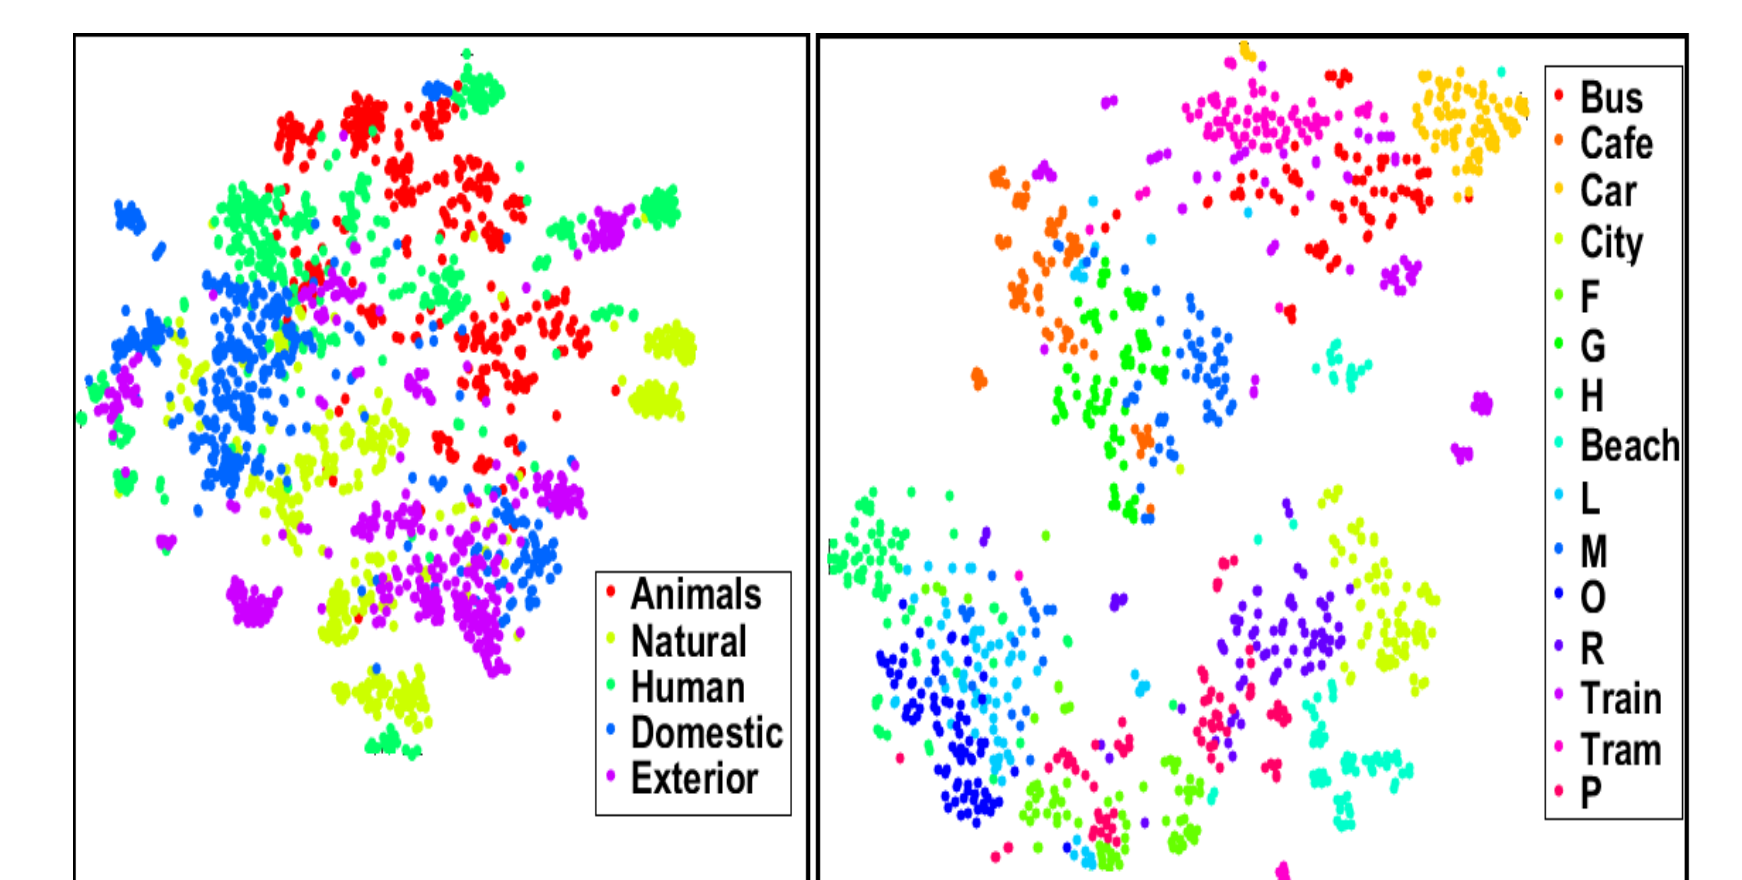 Animals
Natural
Human
Domestic
Exterior
Bus
Cafe
Car
City
F
G
H
Beach
L
M
O
R
Train
Tram
P